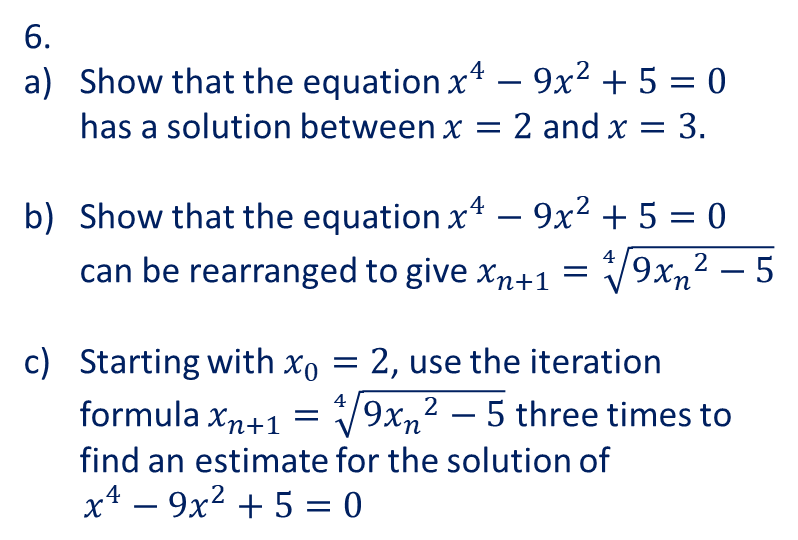 6.
a) Show that the equation x⁴ − 9x² + 5 = 0
has a solution between x = 2 and x = 3.
b) Show that the equation x⁴ − 9x² + 5 = 0
can be rearranged to give xₙ₊₁ = ∜(9xₙ² − 5)
c) Starting with x₀ = 2, use the iteration
formula xₙ₊₁ = ∜(9xₙ² − 5) three times to
find an estimate for the solution of
x⁴ − 9x² + 5 = 0